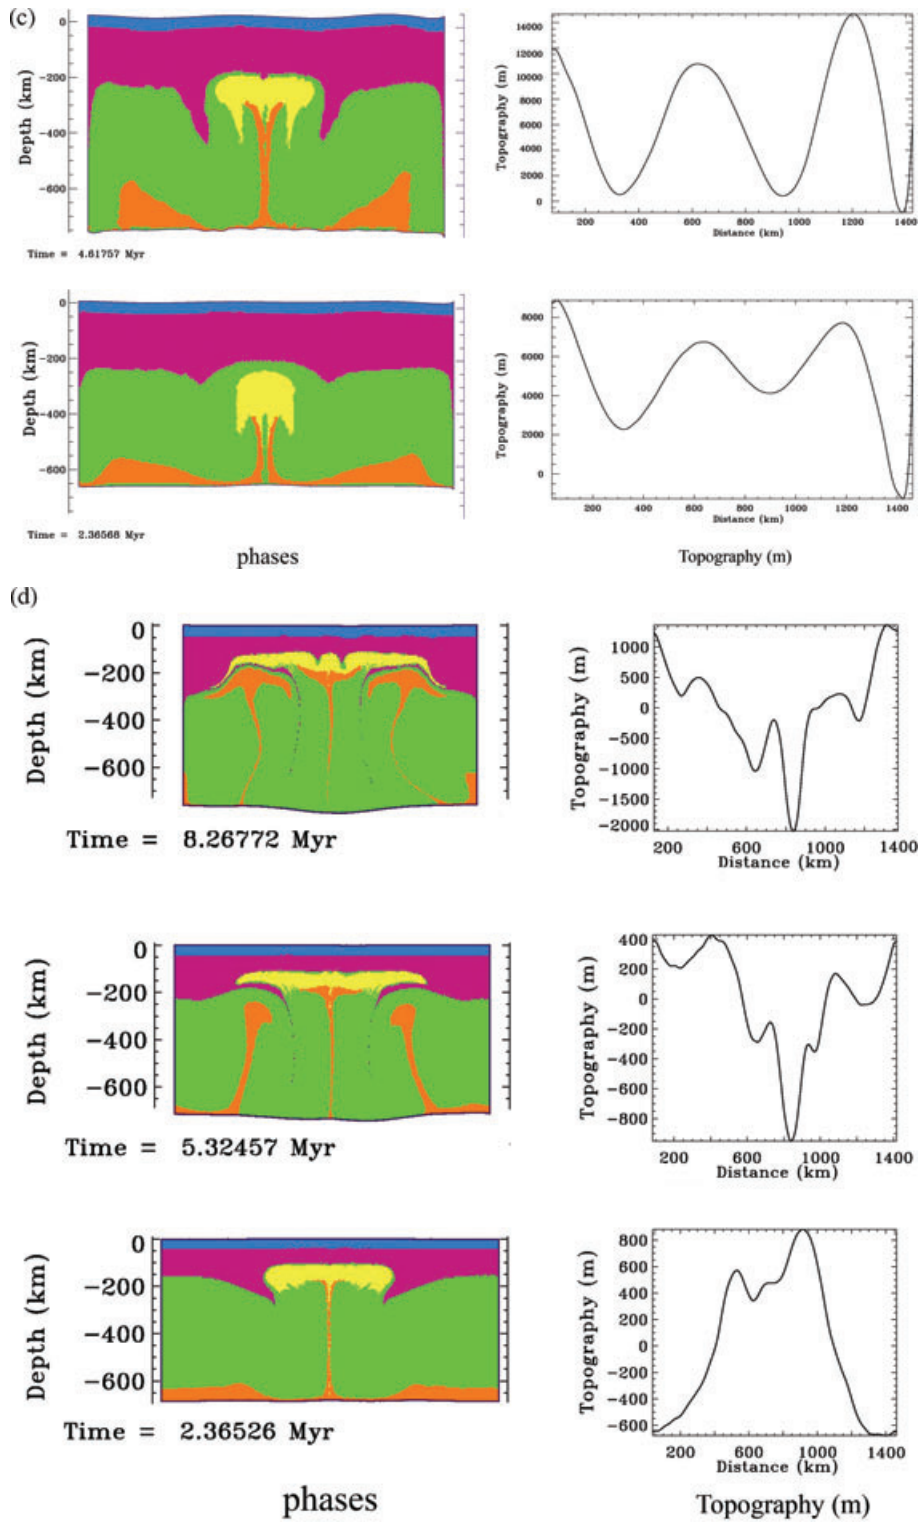 (c)
Depth (km)
0
−200
−400
−600
Time = 4.61757 Myr
Topography (m)
14000
12000
10000
8000
6000
4000
2000
0
200 400 600 800 1000 1200 1400
Distance (km)
Depth (km)
0
−200
−400
−600
Time = 2.36568 Myr
Topography (m)
8000
6000
4000
2000
0
200 400 600 800 1000 1200 1400
Distance (km)
phases
Topography (m)
(d)
Depth (km)
0
−200
−400
−600
Time = 8.26772 Myr
Topography (m)
1000
500
0
−500
−1000
−1500
−2000
200 600 1000 1400
Distance (km)
Depth (km)
0
−200
−400
−600
Time = 5.32457 Myr
Topography (m)
400
200
0
−200
−400
−600
−800
200 600 1000 1400
Distance (km)
Depth (km)
0
−200
−400
−600
Time = 2.36526 Myr
Topography (m)
800
600
400
200
0
−200
−400
−600
200 600 1000 1400
Distance (km)
phases
Topography (m)